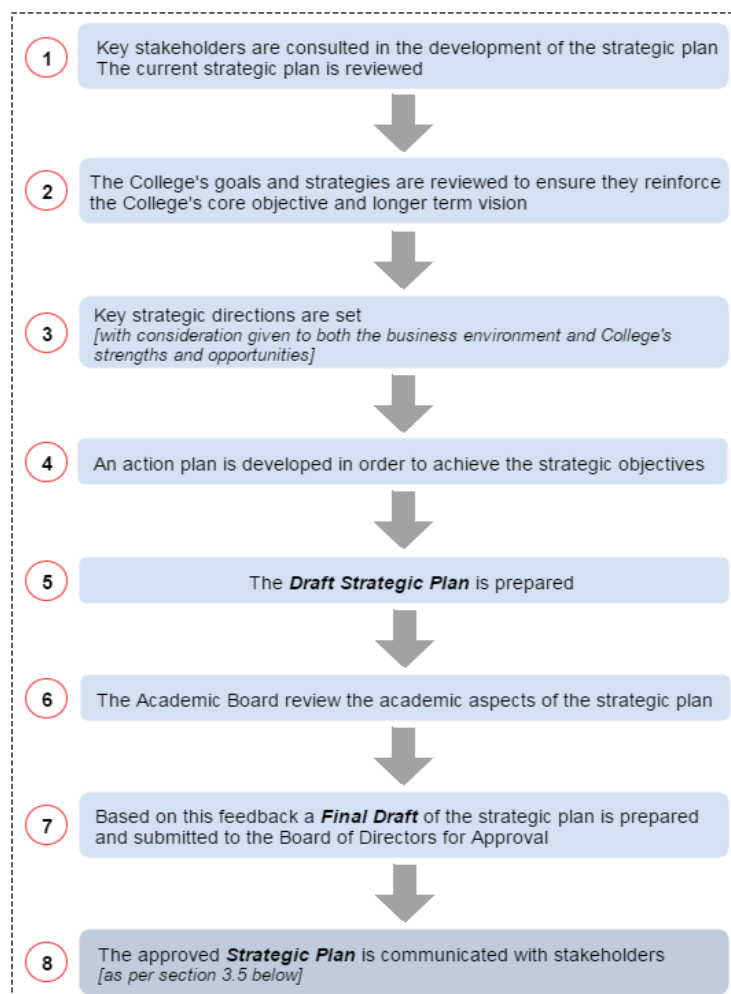 1
Key stakeholders are consulted in the development of the strategic plan
The current strategic plan is reviewed
2
The College's goals and strategies are reviewed to ensure they reinforce
the College's core objective and longer term vision
3
Key strategic directions are set
[with consideration given to both the business environment and College's
strengths and opportunities]
4
An action plan is developed in order to achieve the strategic objectives
5
The Draft Strategic Plan is prepared
6
The Academic Board review the academic aspects of the strategic plan
7
Based on this feedback a Final Draft of the strategic plan is prepared
and submitted to the Board of Directors for Approval
8
The approved Strategic Plan is communicated with stakeholders
[as per section 3.5 below]